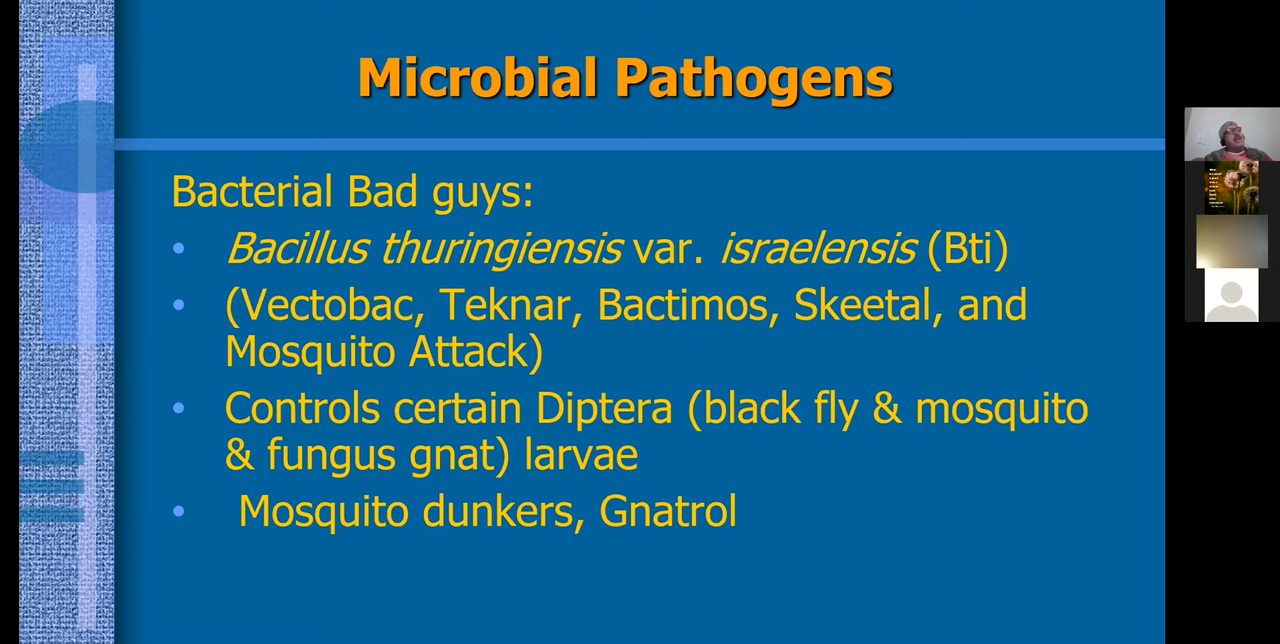 Microbial Pathogens
Bacterial Bad guys:
• Bacillus thuringiensis var. israelensis (Bti)
• (Vectobac, Teknar, Bactimos, Skeetal, and
Mosquito Attack)
• Controls certain Diptera (black fly & mosquito
& fungus gnat) larvae
• Mosquito dunkers, Gnatrol